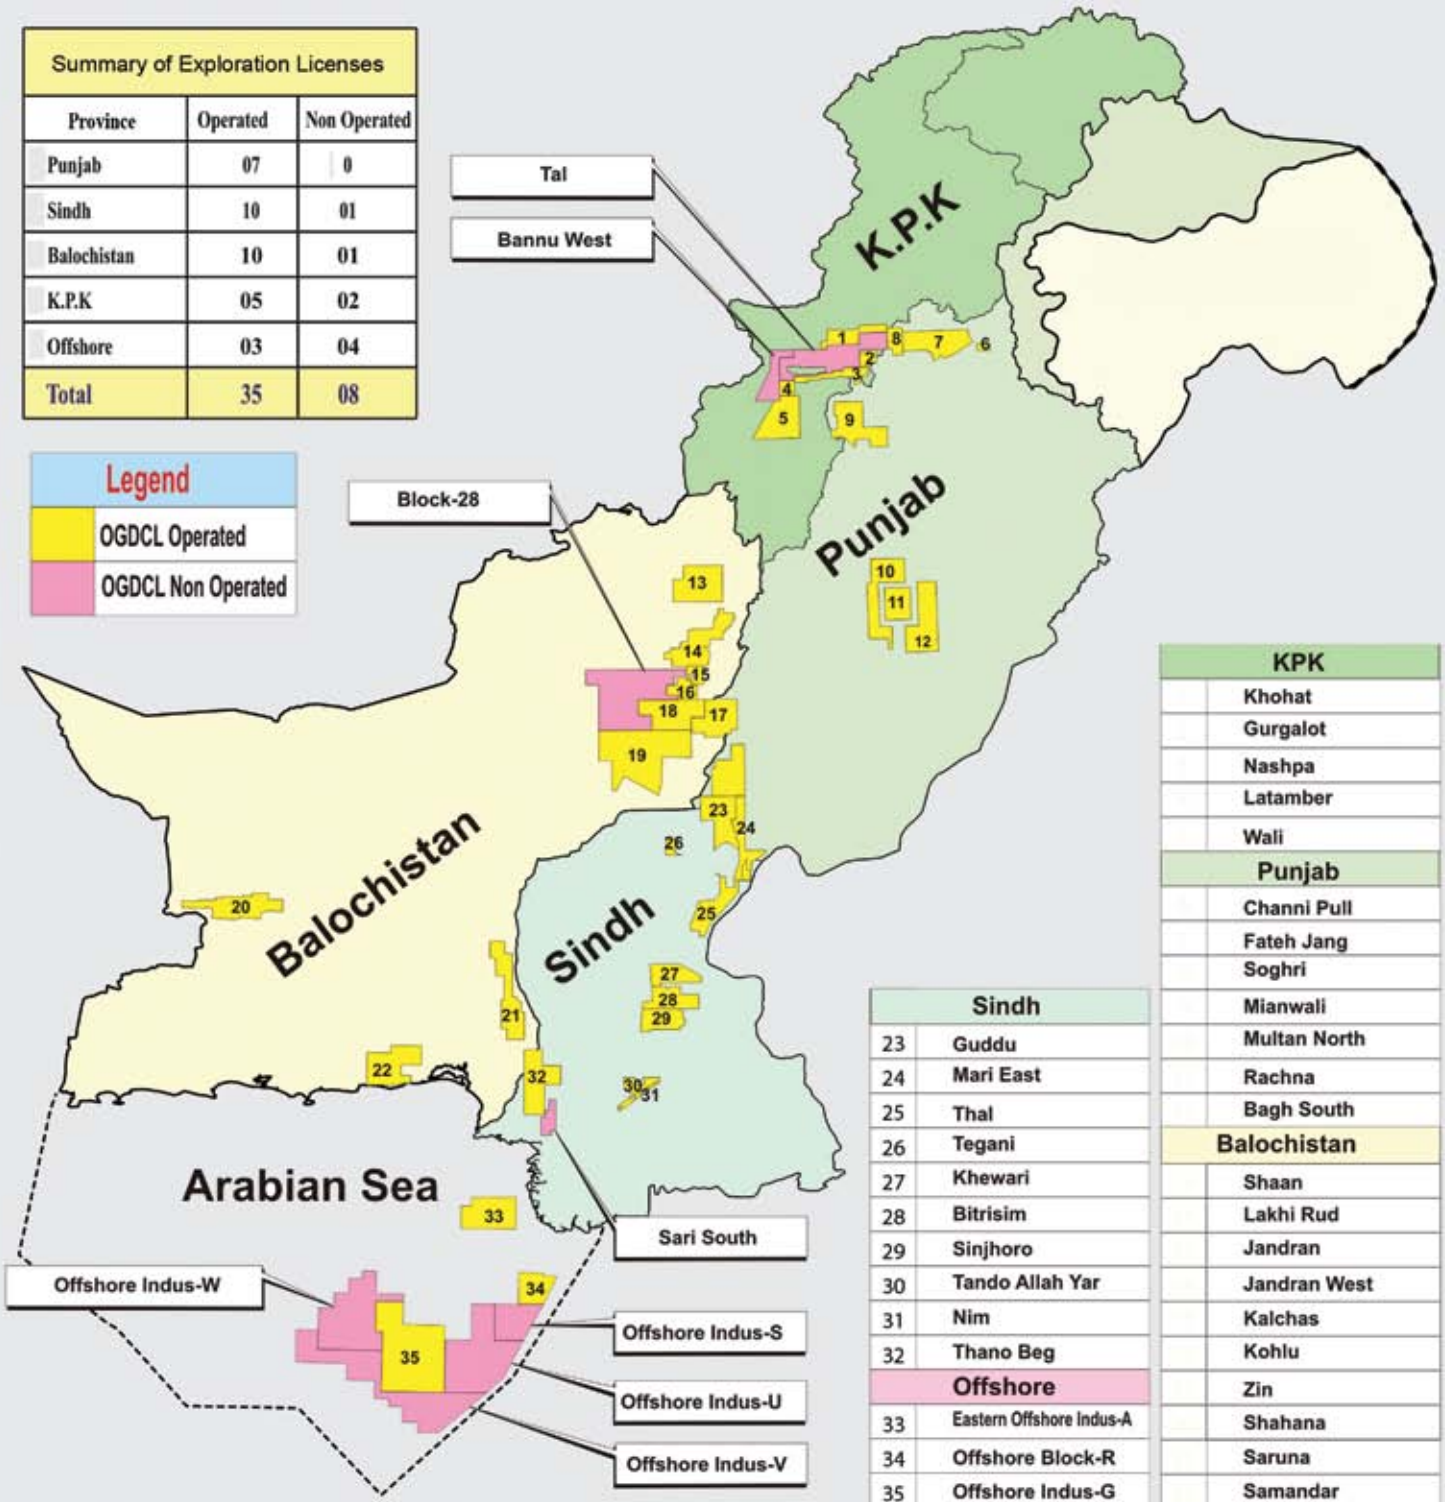 Summary of Exploration Licenses
Province Operated Non Operated
Punjab 07 0
Sindh 10 01
Balochistan 10 01
K.P.K 05 02
Offshore 03 04
Total 35 08
Legend
OGDCL Operated
OGDCL Non Operated
Tal
Bannu West
Block-28
K.P.K
Punjab
Balochistan
Sindh
Arabian Sea
1
8
7
6
2
3
4
5
9
10
11
12
13
14
15
16
18
17
19
23
24
26
20
25
27
28
29
21
22
32
30
31
33
34
35
Sari South
Offshore Indus-W
Offshore Indus-S
Offshore Indus-U
Offshore Indus-V
KPK
Khohat
Gurgalot
Nashpa
Latamber
Wali
Punjab
Channi Pull
Fateh Jang
Soghri
Mianwali
Multan North
Rachna
Bagh South
Balochistan
Shaan
Lakhi Rud
Jandran
Jandran West
Kalchas
Kohlu
Zin
Shahana
Saruna
Samandar
Sindh
23 Guddu
24 Mari East
25 Thal
26 Tegani
27 Khewari
28 Bitrisim
29 Sinjhoro
30 Tando Allah Yar
31 Nim
32 Thano Beg
Offshore
33 Eastern Offshore Indus-A
34 Offshore Block-R
35 Offshore Indus-G